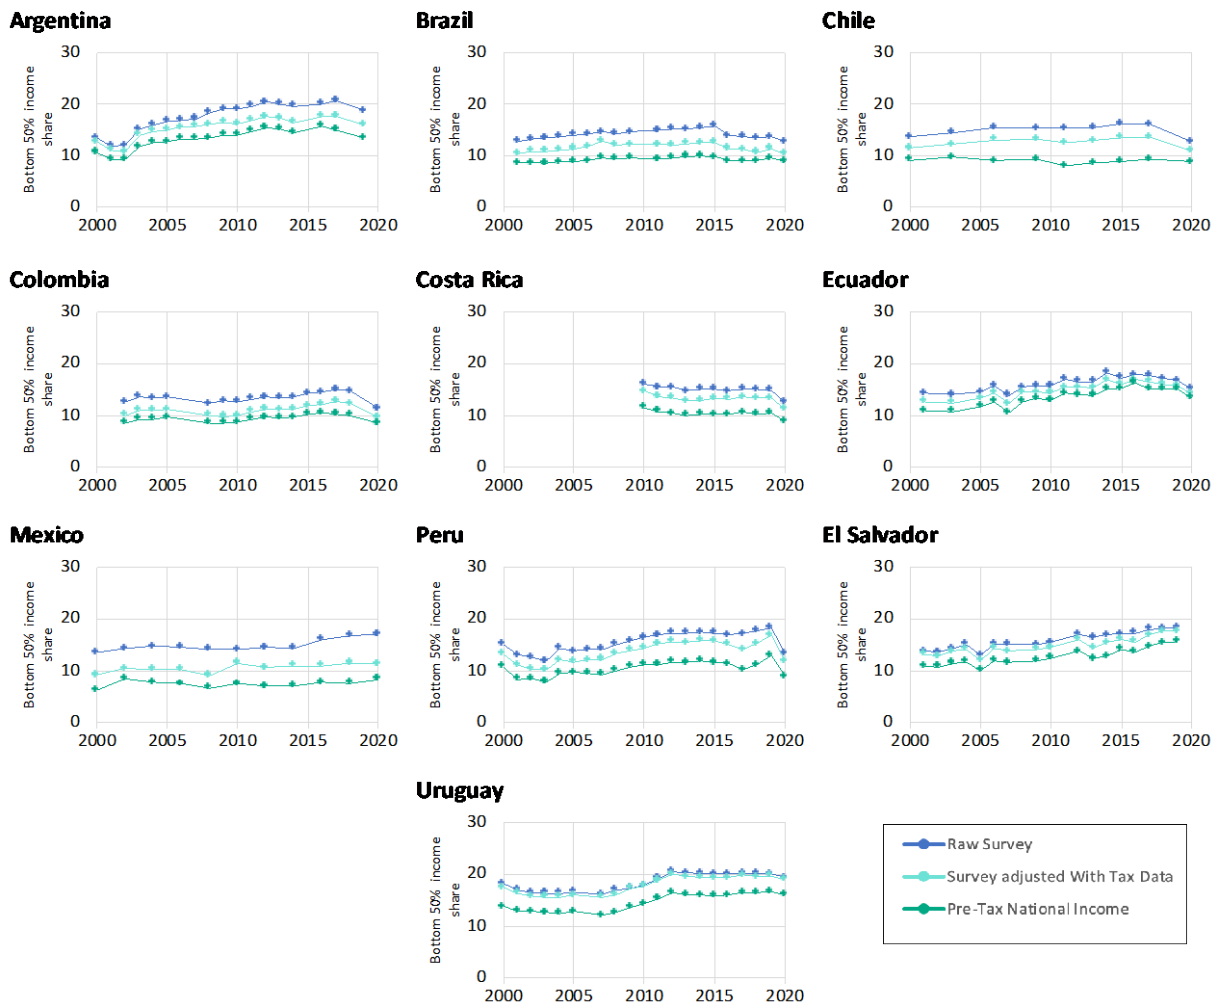 Argentina
Brazil
Chile
Bottom 50% income
share
30
20
10
0
2000 2005 2010 2015 2020
Bottom 50% income
share
30
20
10
0
2000 2005 2010 2015 2020
Bottom 50% income
share
30
20
10
0
2000 2005 2010 2015 2020
Colombia
Costa Rica
Ecuador
Bottom 50% income
share
30
20
10
0
2000 2005 2010 2015 2020
Bottom 50% income
share
30
20
10
0
2000 2005 2010 2015 2020
Bottom 50% income
share
30
20
10
0
2000 2005 2010 2015 2020
Mexico
Peru
El Salvador
Bottom 50% income
share
30
20
10
0
2000 2005 2010 2015 2020
Bottom 50% income
share
30
20
10
0
2000 2005 2010 2015 2020
Bottom 50% income
share
30
20
10
0
2000 2005 2010 2015 2020
Uruguay
Bottom 50% income
share
30
20
10
0
2000 2005 2010 2015 2020
Raw Survey
Survey adjusted With Tax Data
Pre-Tax National Income